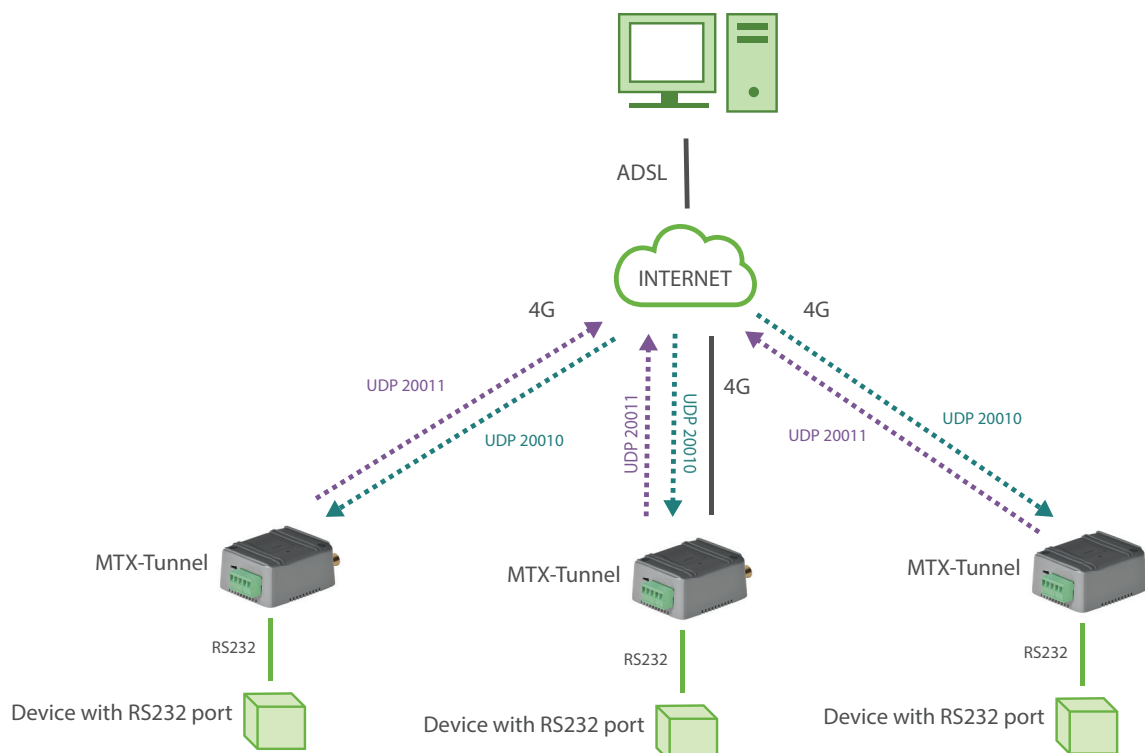 ADSL
INTERNET
4G
4G
UDP 20011
UDP 20010
UDP 20011
UDP 20010
4G
UDP 20010
UDP 20011
MTX-Tunnel
MTX-Tunnel
MTX-Tunnel
RS232
RS232
RS232
Device with RS232 port
Device with RS232 port
Device with RS232 port